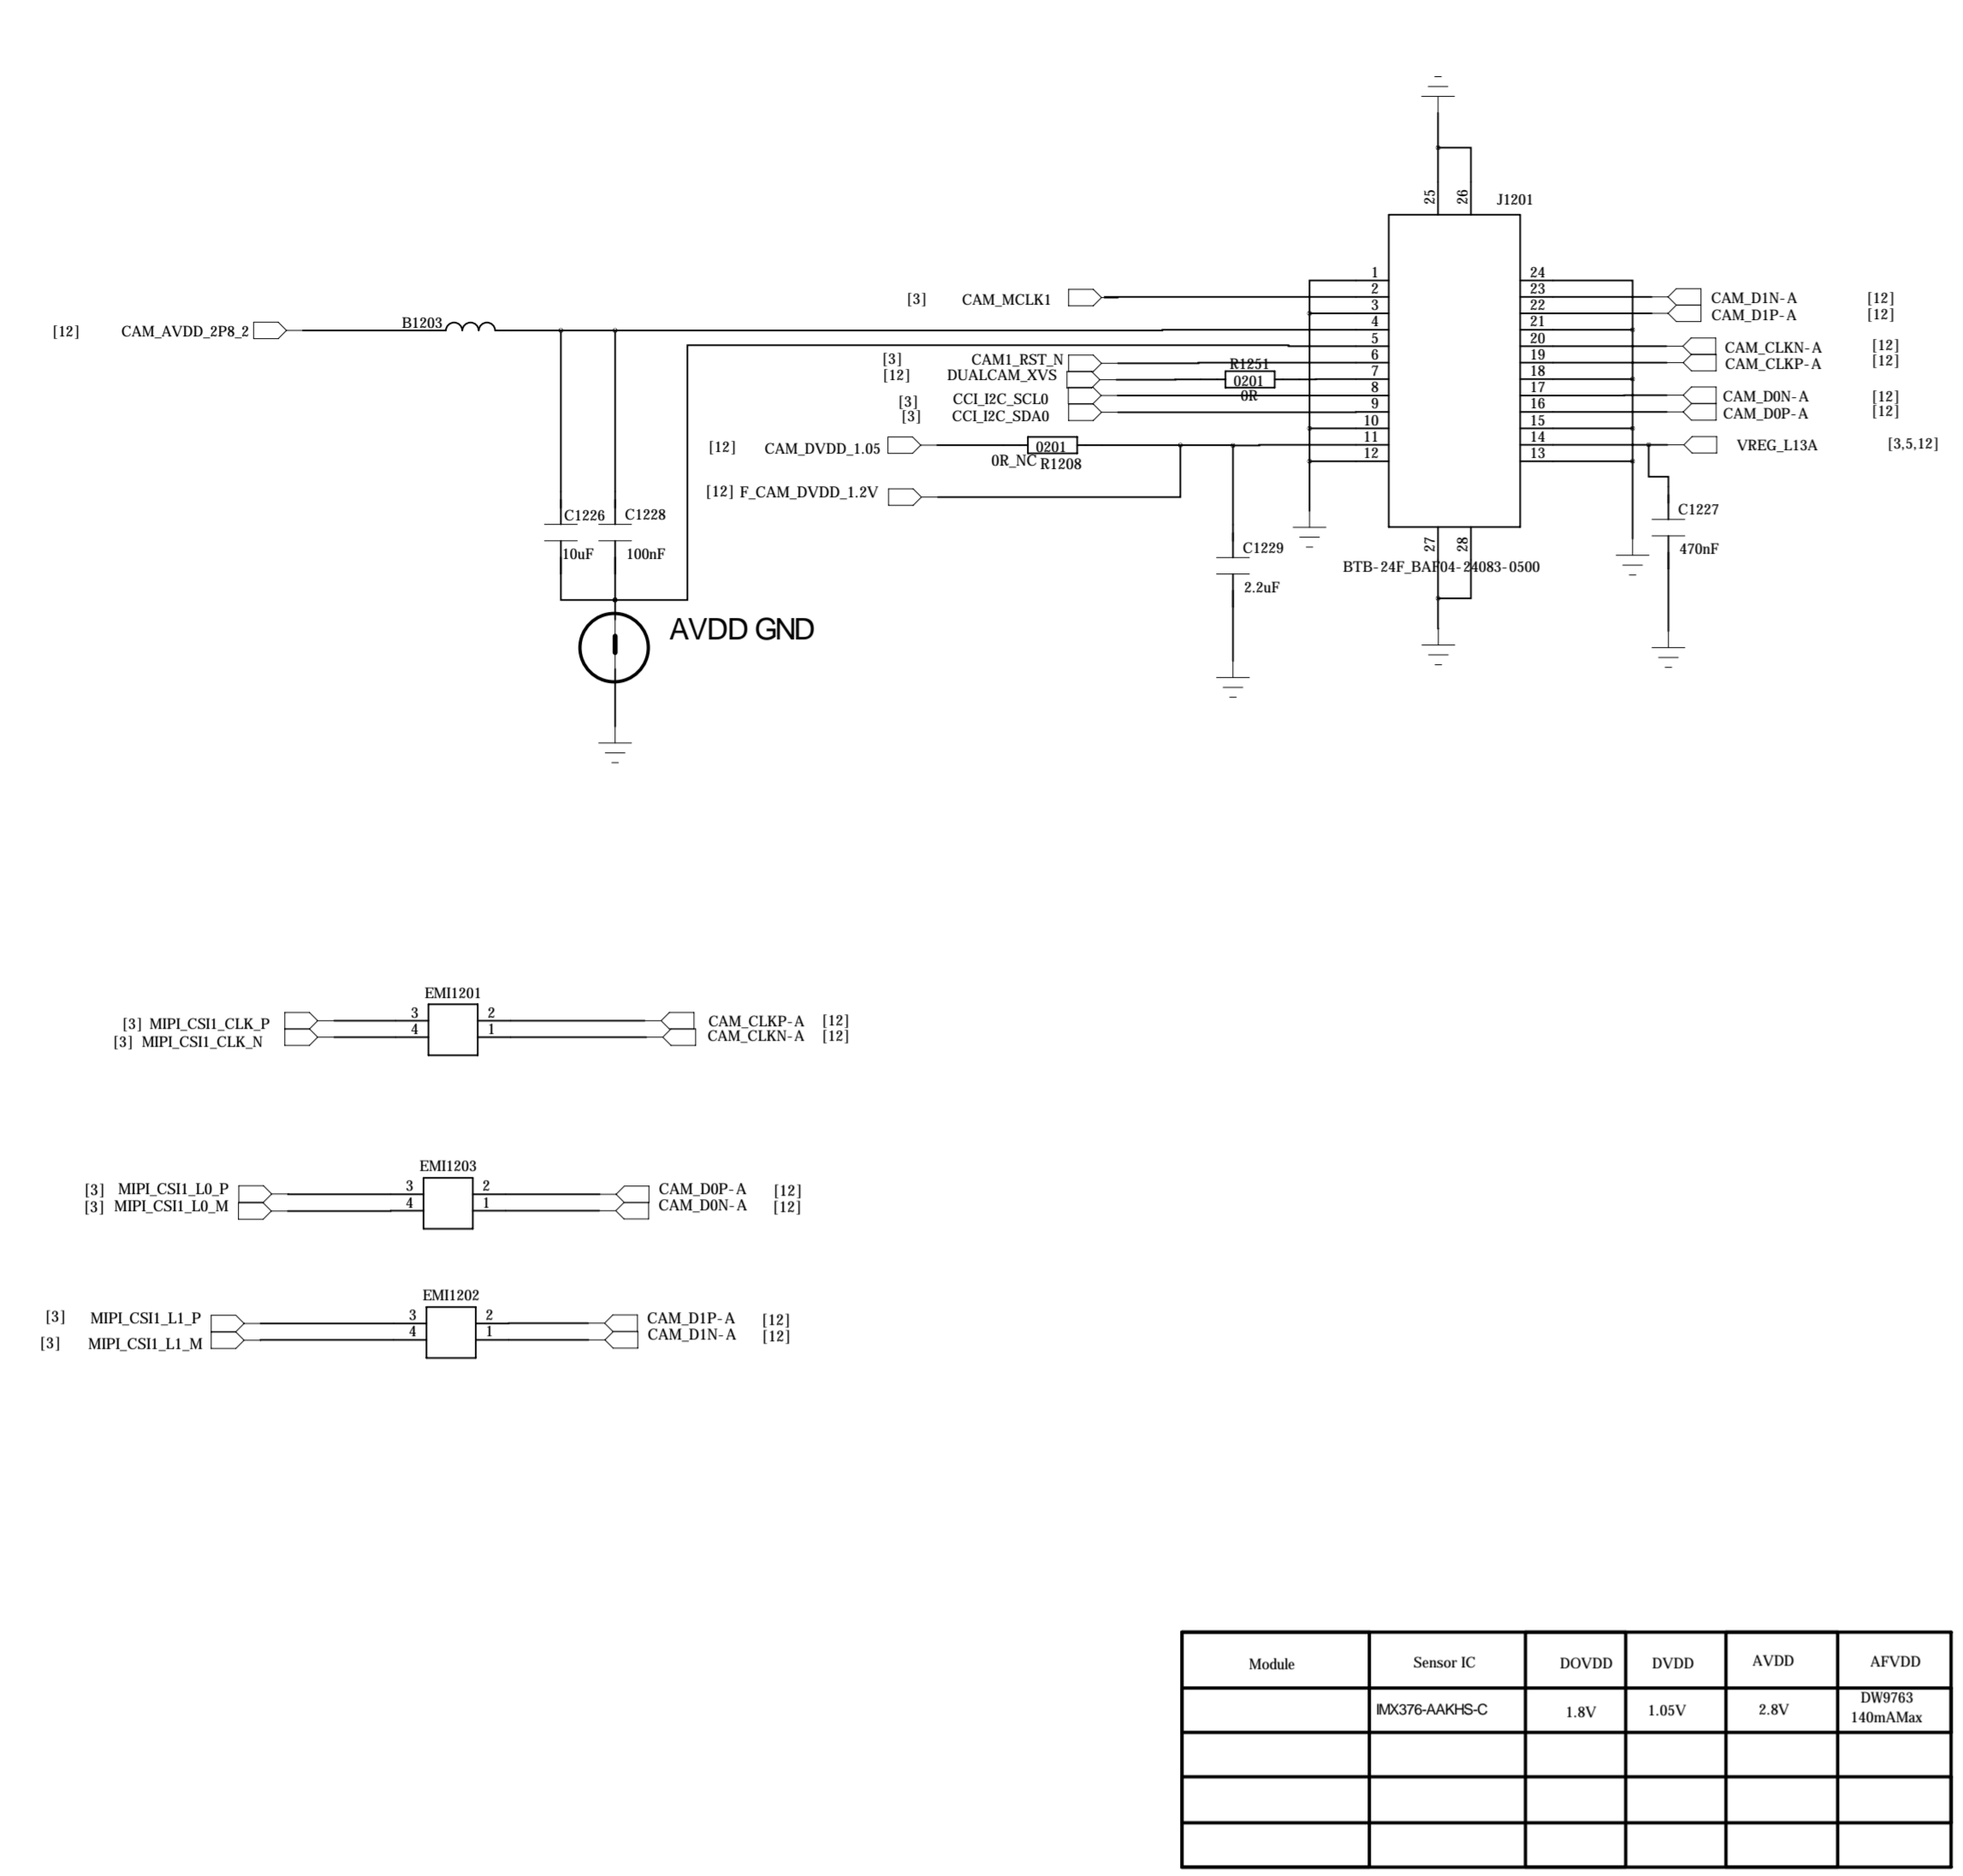 25 26
J1201
1 24
[3] CAM_MCLK1 2 23 CAM_D1N-A [12]
3 22 CAM_D1P-A [12]
[12] CAM_AVDD_2P8_2 B1203 4 21
5 20 CAM_CLKN-A [12]
[3] CAM1_RST_N 6 19 CAM_CLKP-A [12]
R1251
[12] DUALCAM_XVS 0201 7 18
0R
[3] CCI_I2C_SCL0 8 17 CAM_D0N-A [12]
[3] CCI_I2C_SDA0 9 16 CAM_D0P-A [12]
10 15
[12] CAM_DVDD_1.05 0201 11 14 VREG_L13A [3,5,12]
0R_NC R1208 12 13
[12] F_CAM_DVDD_1.2V
C1226 C1228 C1227
27 28
10uF 100nF C1229 470nF
BTB-24F_BAF04-24083-0500
2.2uF
AVDD GND
EMI1201
[3] MIPI_CSI1_CLK_P 3 2 CAM_CLKP-A [12]
[3] MIPI_CSI1_CLK_N 4 1 CAM_CLKN-A [12]
EMI1203
[3] MIPI_CSI1_L0_P 3 2 CAM_D0P-A [12]
[3] MIPI_CSI1_L0_M 4 1 CAM_D0N-A [12]
EMI1202
[3] MIPI_CSI1_L1_P 3 2 CAM_D1P-A [12]
[3] MIPI_CSI1_L1_M 4 1 CAM_D1N-A [12]
Module Sensor IC DOVDD DVDD AVDD AFVDD
IMX376-AAKHS-C 1.8V 1.05V 2.8V DW9763
140mAMax